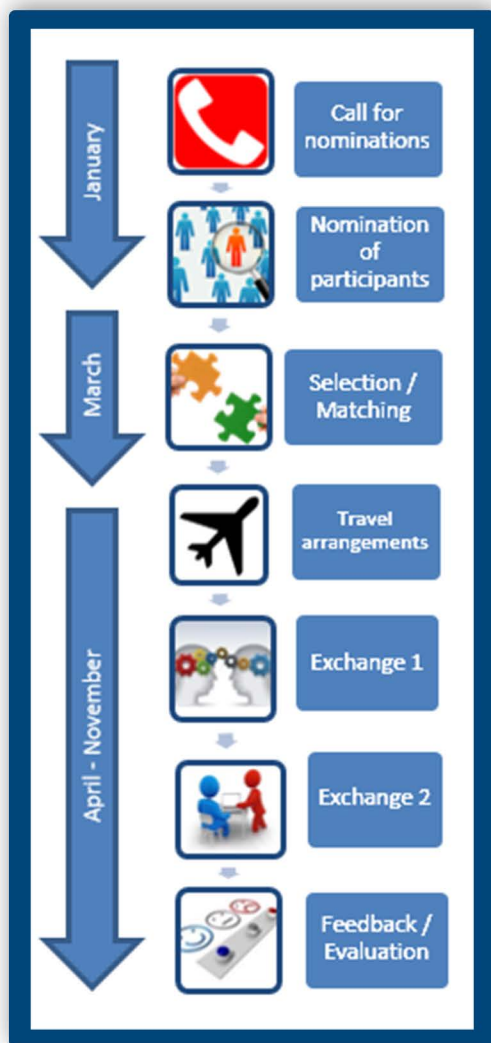 January
Call for
nominations
Nomination
of
participants
March
Selection /
Matching
April - November
Travel
arrangements
Exchange 1
Exchange 2
Feedback /
Evaluation